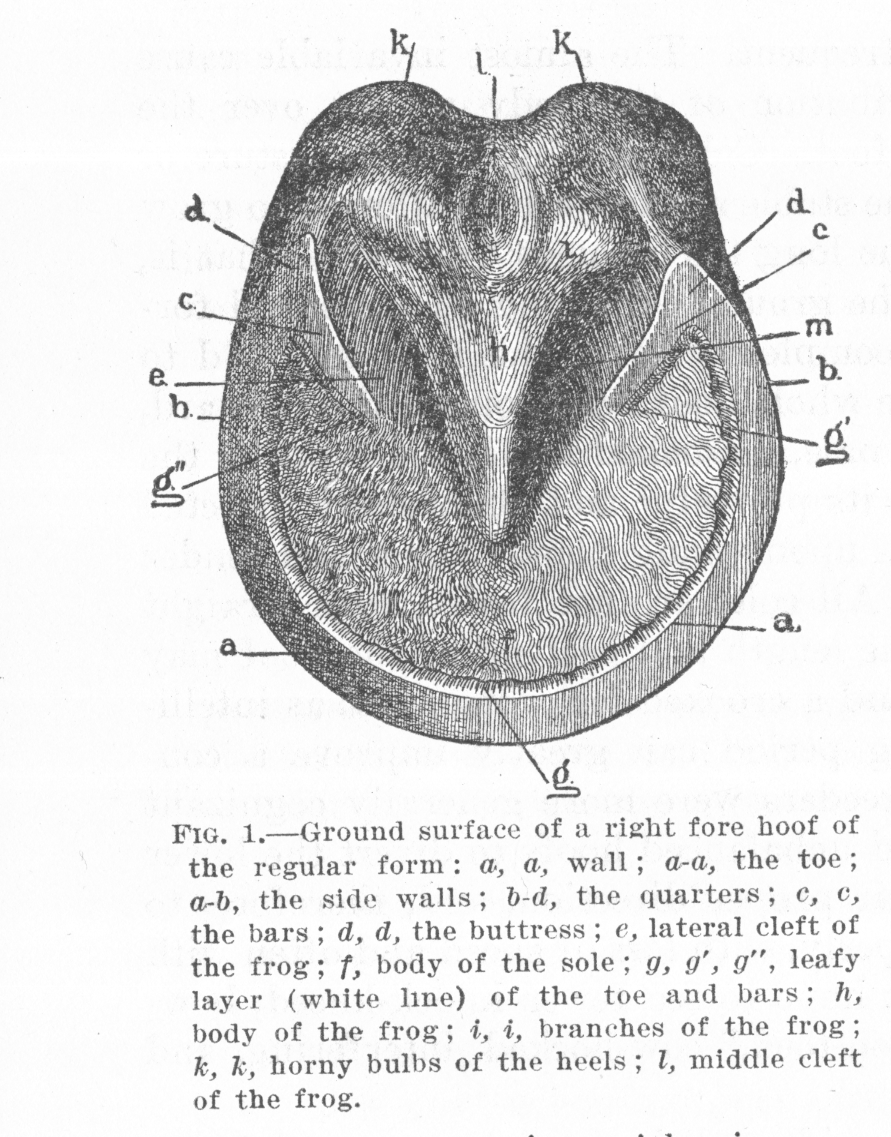 k
k
l
d.
d.
c
c.
i.
h.
m
e.
b.
b.
g'
g''
f
a
a.
g.
FIG. 1.—Ground surface of a right fore hoof of
the regular form: a, a, wall; a-a, the toe;
a-b, the side walls; b-d, the quarters; c, c,
the bars; d, d, the buttress; e, lateral cleft of
the frog; f, body of the sole; g, g', g'', leafy
layer (white line) of the toe and bars; h,
body of the frog; i, i, branches of the frog;
k, k, horny bulbs of the heels; l, middle cleft
of the frog.